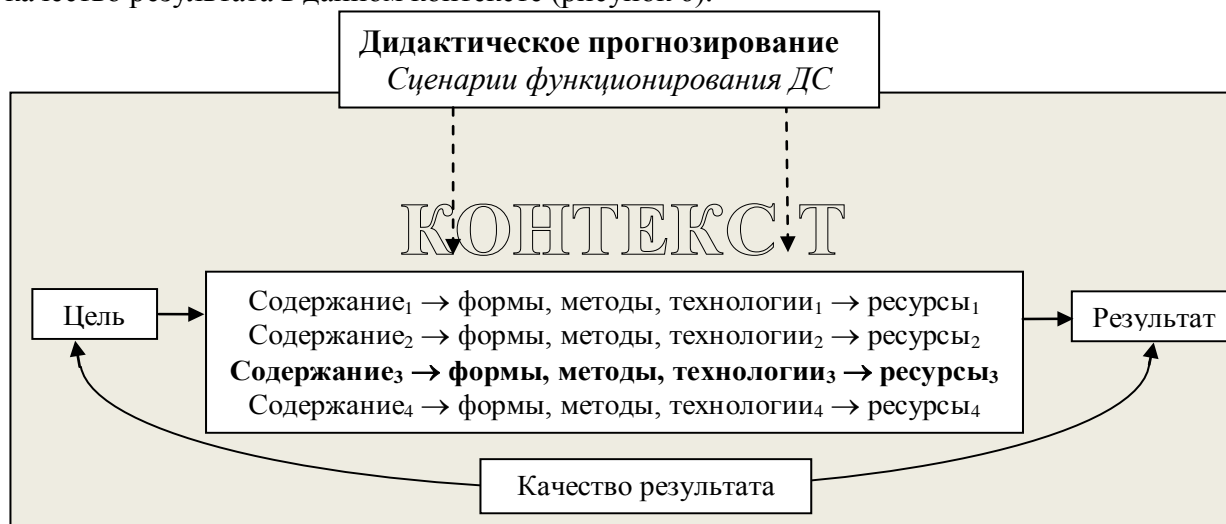 качество результата в данном контексте (рисунок 6).
Дидактическое прогнозирование
Сценарии функционирования ДС
КОНТЕКСТ
Цель
Содержание₁ → формы, методы, технологии₁ → ресурсы₁
Содержание₂ → формы, методы, технологии₂ → ресурсы₂
Содержание₃ → формы, методы, технологии₃ → ресурсы₃
Содержание₄ → формы, методы, технологии₄ → ресурсы₄
Результат
Качество результата